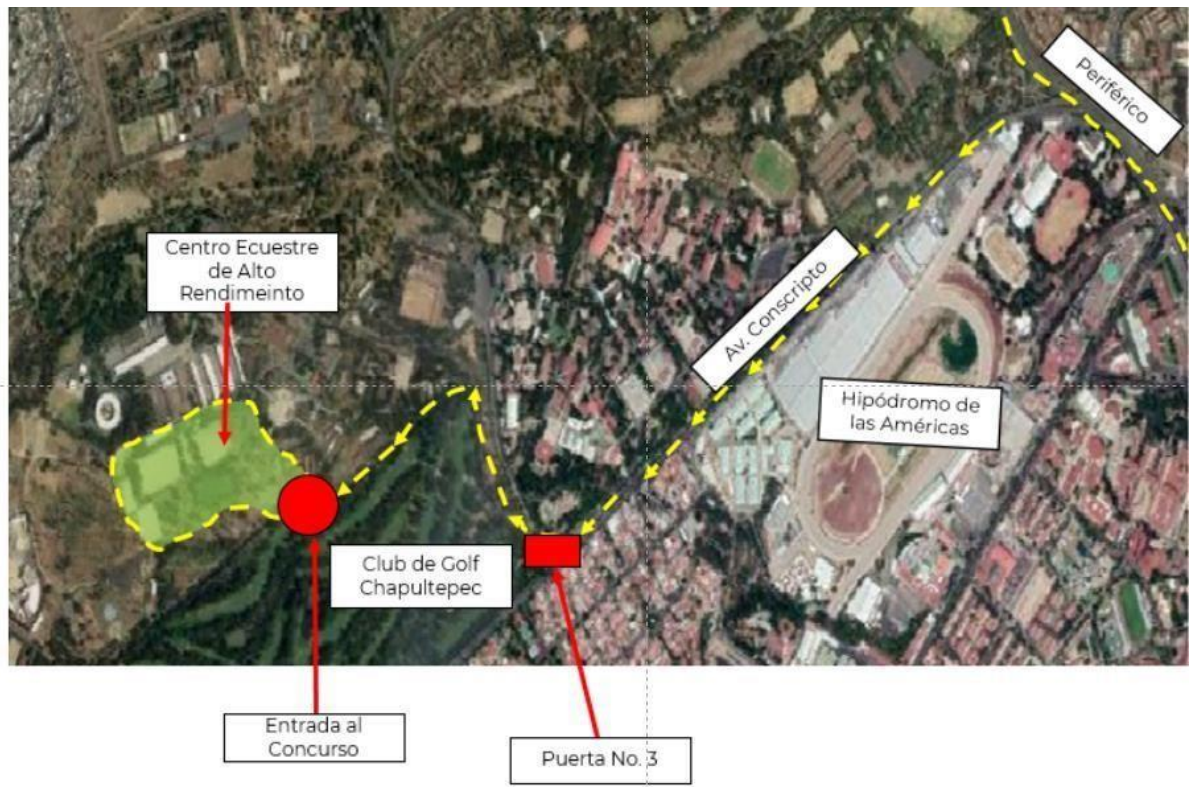 Periférico
Centro Ecuestre
de Alto
Rendimeinto
Av. Conscripto
Hipódromo de
las Américas
Club de Golf
Chapultepec
Entrada al
Concurso
Puerta No. 3